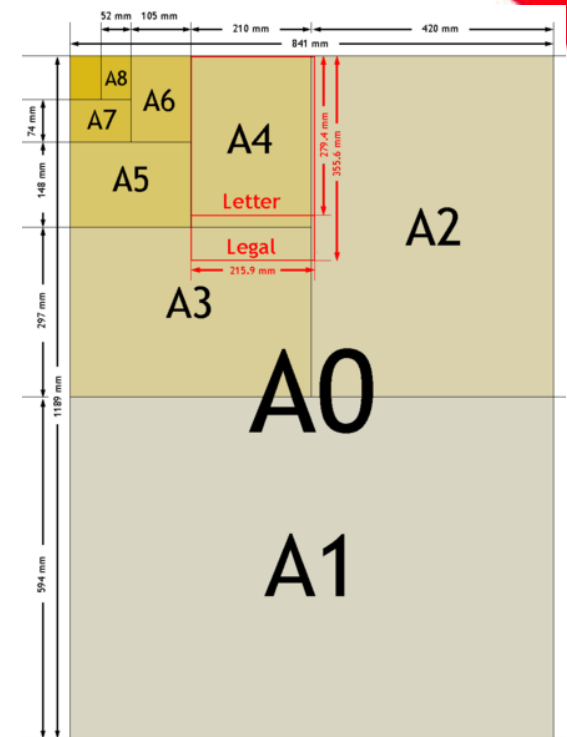 52 mm 105 mm 210 mm 420 mm
841 mm
A8
A7
A6
A5
A4
Letter
Legal
215.9 mm
279.4 mm
355.6 mm
A3
A2
A0
A1
74 mm
148 mm
297 mm
594 mm
1189 mm